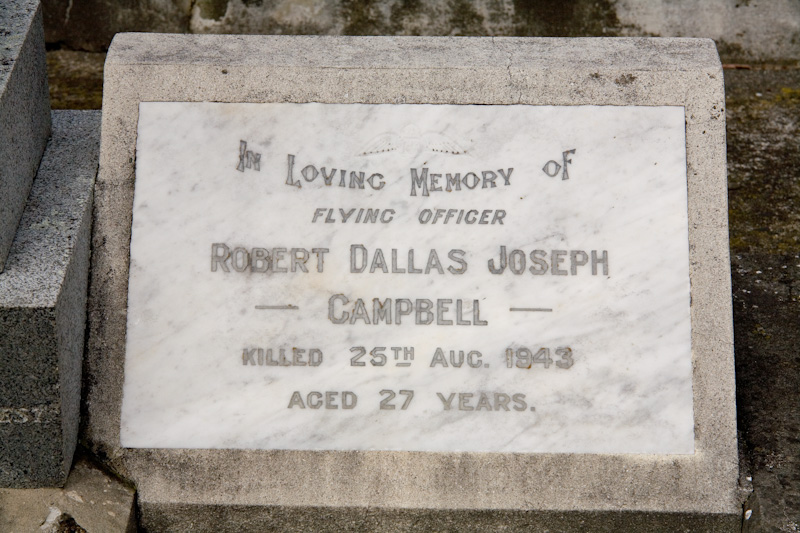 In Loving Memory of
FLYING OFFICER
ROBERT DALLAS JOSEPH
— CAMPBELL —
KILLED 25TH AUG. 1943
AGED 27 YEARS.